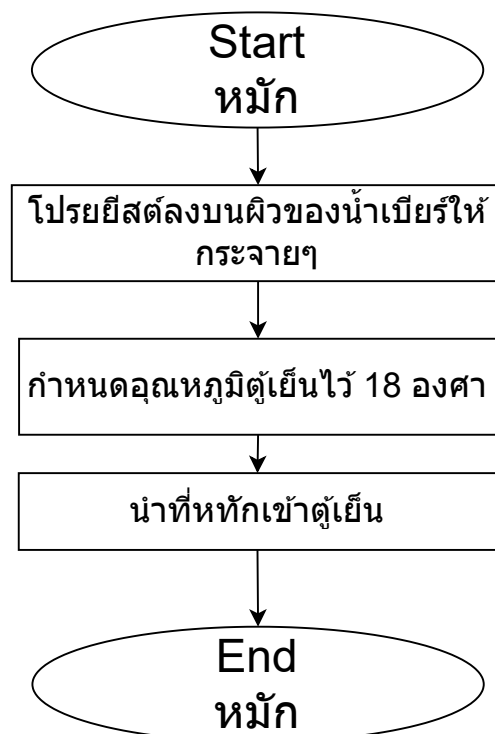 Start
หมัก
โปรยยีสต์ลงบนผิวของน้ำเบียร์ให้
กระจายๆ
กำหนดอุณหภูมิตู้เย็นไว้ 18 องศา
นำที่หทักเข้าตู้เย็น
End
หมัก